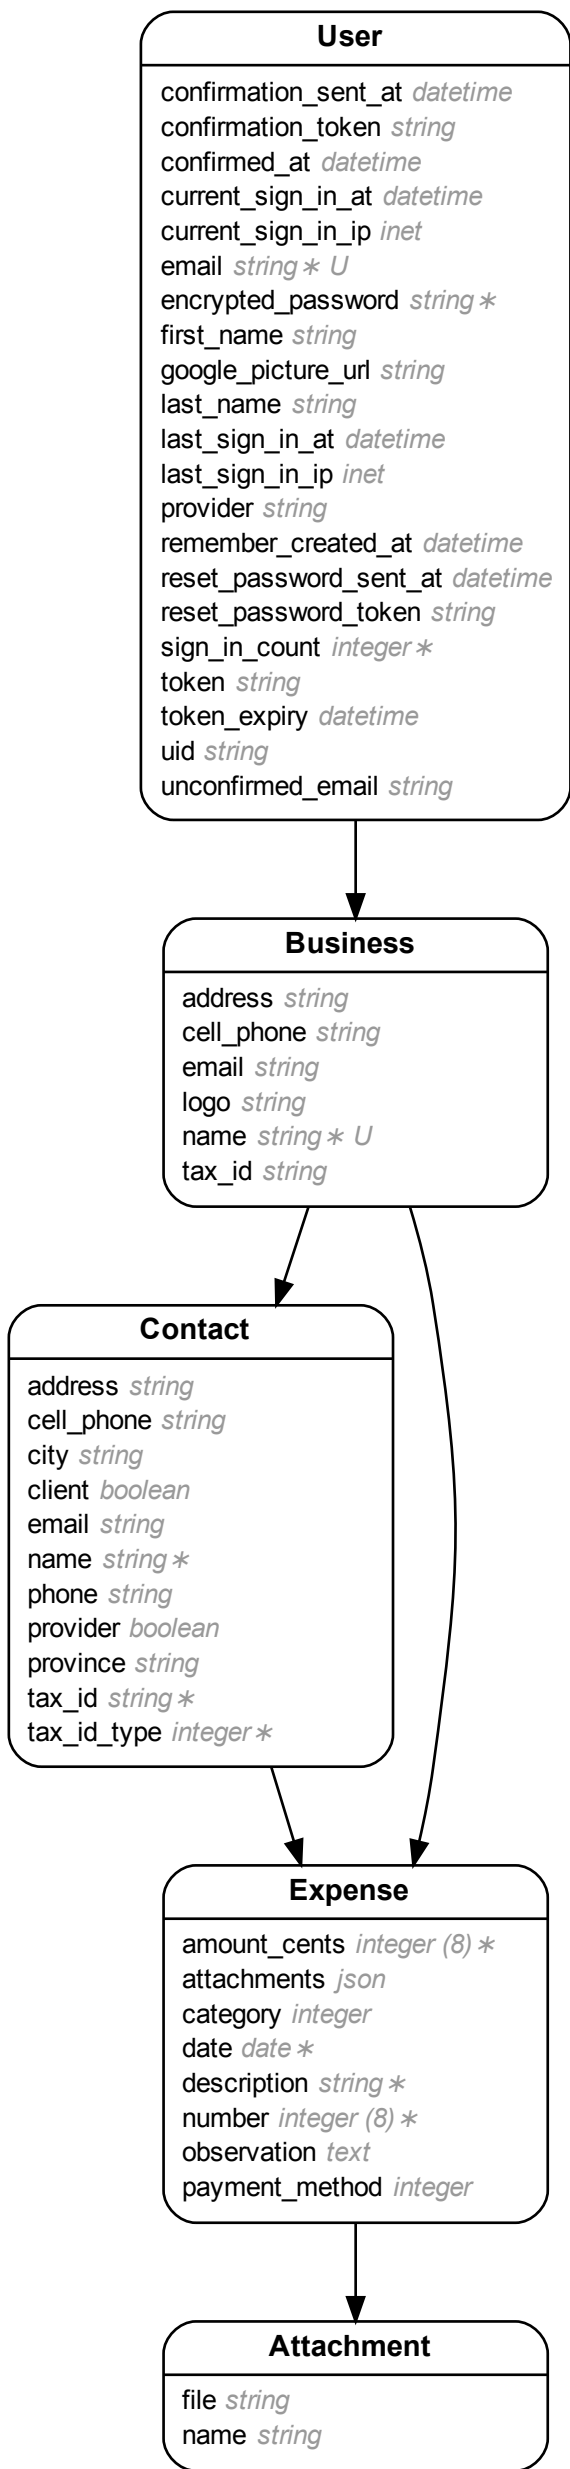 User
confirmation_sent_at datetime
confirmation_token string
confirmed_at datetime
current_sign_in_at datetime
current_sign_in_ip inet
email string ∗ U
encrypted_password string ∗
first_name string
google_picture_url string
last_name string
last_sign_in_at datetime
last_sign_in_ip inet
provider string
remember_created_at datetime
reset_password_sent_at datetime
reset_password_token string
sign_in_count integer ∗
token string
token_expiry datetime
uid string
unconfirmed_email string
Business
address string
cell_phone string
email string
logo string
name string ∗ U
tax_id string
Contact
address string
cell_phone string
city string
client boolean
email string
name string ∗
phone string
provider boolean
province string
tax_id string ∗
tax_id_type integer ∗
Expense
amount_cents integer (8) ∗
attachments json
category integer
date date ∗
description string ∗
number integer (8) ∗
observation text
payment_method integer
Attachment
file string
name string